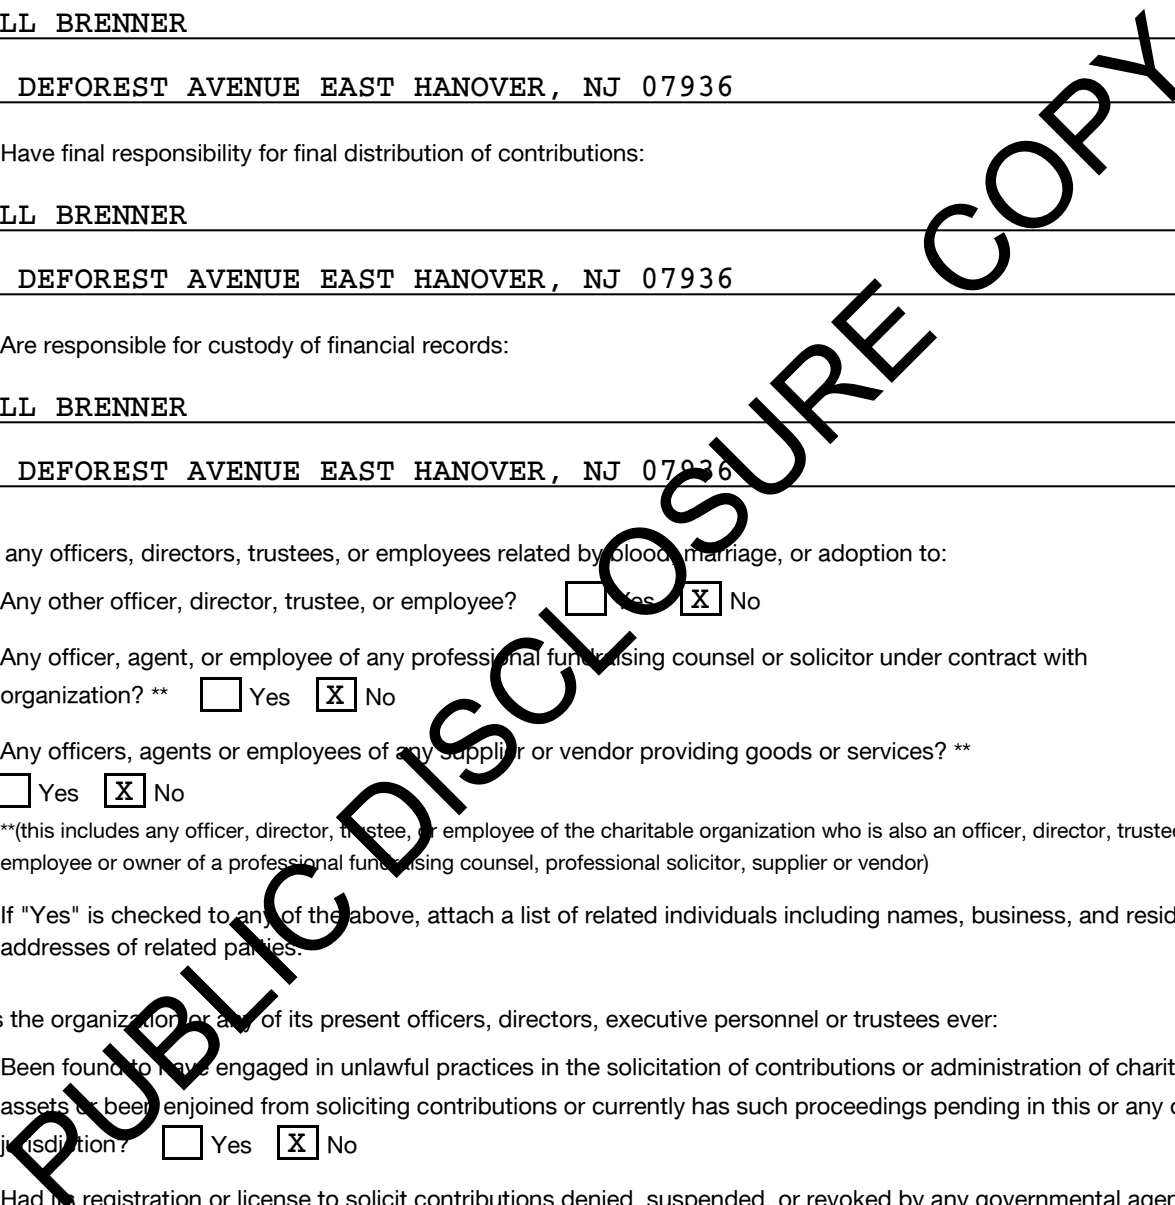 LL BRENNER
DEFOREST AVENUE EAST HANOVER, NJ 07936
Have final responsibility for final distribution of contributions:
LL BRENNER
DEFOREST AVENUE EAST HANOVER, NJ 07936
Are responsible for custody of financial records:
LL BRENNER
DEFOREST AVENUE EAST HANOVER, NJ 07936
any officers, directors, trustees, or employees related by blood, marriage, or adoption to:
Any other officer, director, trustee, or employee? Yes X No
Any officer, agent, or employee of any professional fundraising counsel or solicitor under contract with
organization? ** Yes X No
Any officers, agents or employees of any supplier or vendor providing goods or services? **
Yes X No
**(this includes any officer, director, trustee, or employee of the charitable organization who is also an officer, director, trustee
employee or owner of a professional fundraising counsel, professional solicitor, supplier or vendor)
If "Yes" is checked to any of the above, attach a list of related individuals including names, business, and resid
addresses of related parties.
s the organization or any of its present officers, directors, executive personnel or trustees ever:
Been found to have engaged in unlawful practices in the solicitation of contributions or administration of charit
assets or been enjoined from soliciting contributions or currently has such proceedings pending in this or any o
jurisdiction? Yes X No
Had its registration or license to solicit contributions denied, suspended, or revoked by any governmental agen
PUBLIC DISCLOSURE COPY